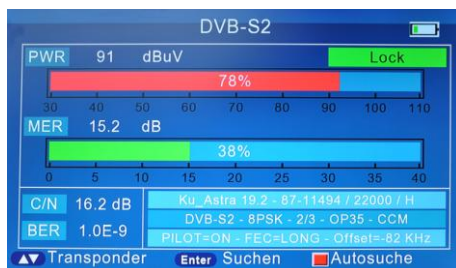 DVB-S2
PWR 91 dBuV Lock
78%
30 40 50 60 70 80 90 100 110
MER 15.2 dB
38%
0 5 10 15 20 25 30 35 40
C/N 16.2 dB Ku_Astra 19.2 - 87-11494 / 22000 / H
DVB-S2 - 8PSK - 2/3 - OP35 - CCM
BER 1.0E-9 PILOT=ON - FEC=LONG - Offset=-82 KHz
Transponder Enter Suchen Autosuche